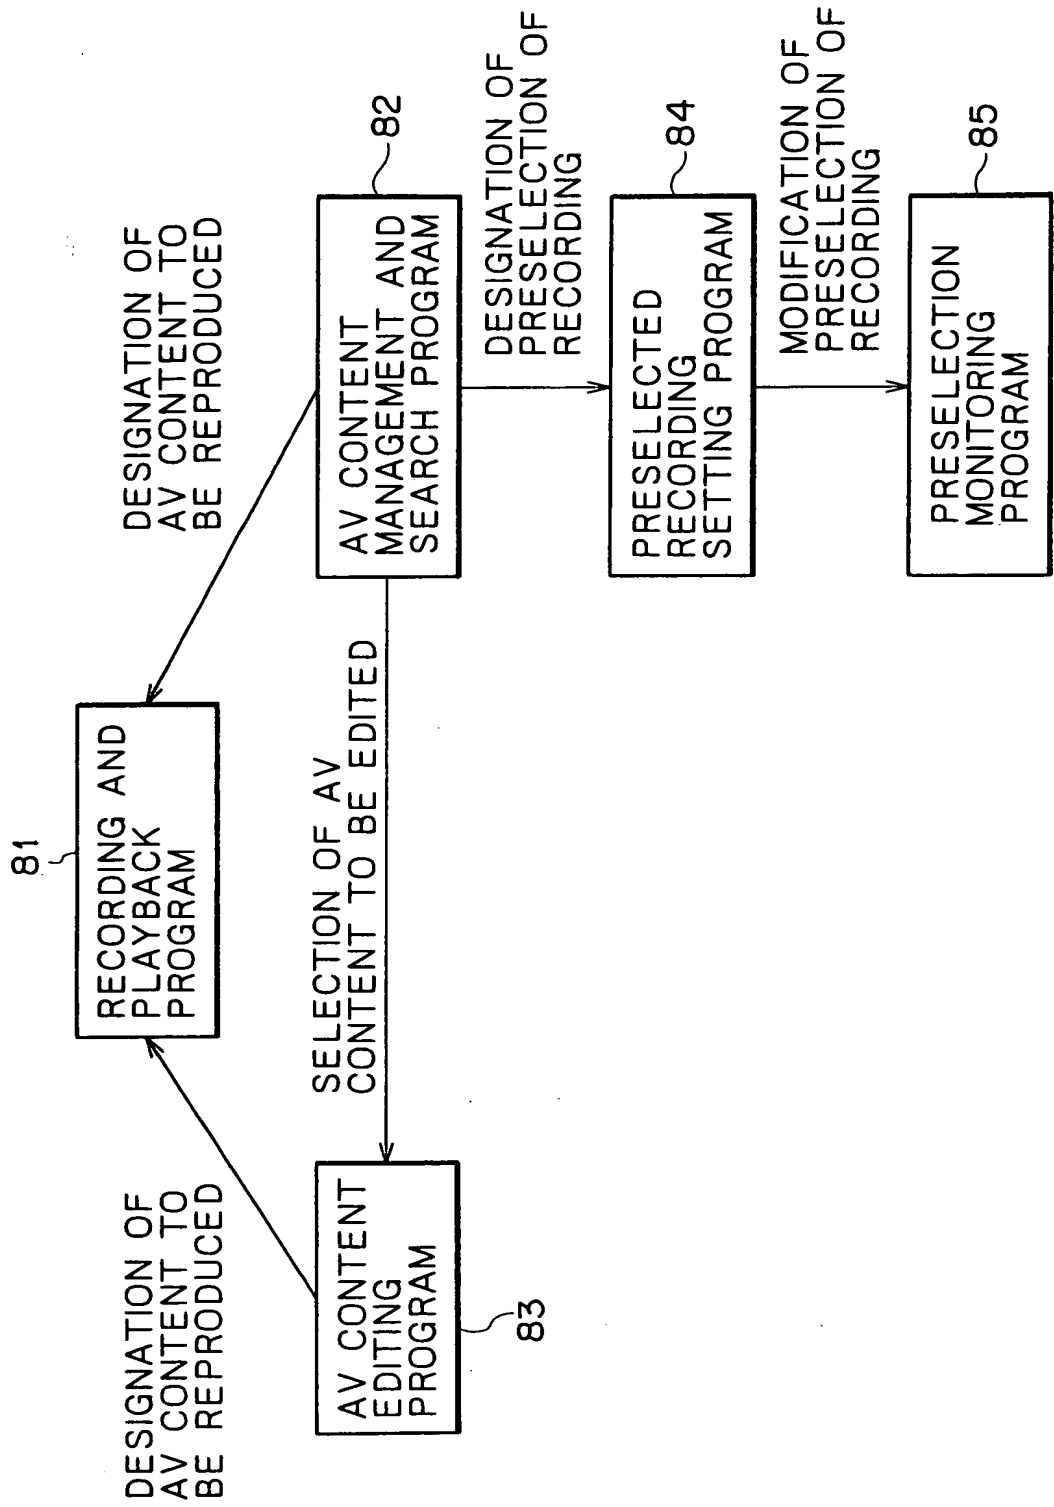 81
RECORDING AND
PLAYBACK
PROGRAM
DESIGNATION OF
AV CONTENT TO
BE REPRODUCED
DESIGNATION OF
AV CONTENT TO
BE REPRODUCED
AV CONTENT
EDITING
PROGRAM
83
SELECTION OF AV
CONTENT TO BE EDITED
AV CONTENT
MANAGEMENT AND
SEARCH PROGRAM
82
DESIGNATION OF
PRESELECTION OF
RECORDING
PRESELECTED
RECORDING
SETTING PROGRAM
84
MODIFICATION OF
PRESELECTION OF
RECORDING
PRESELECTION
MONITORING
PROGRAM
85